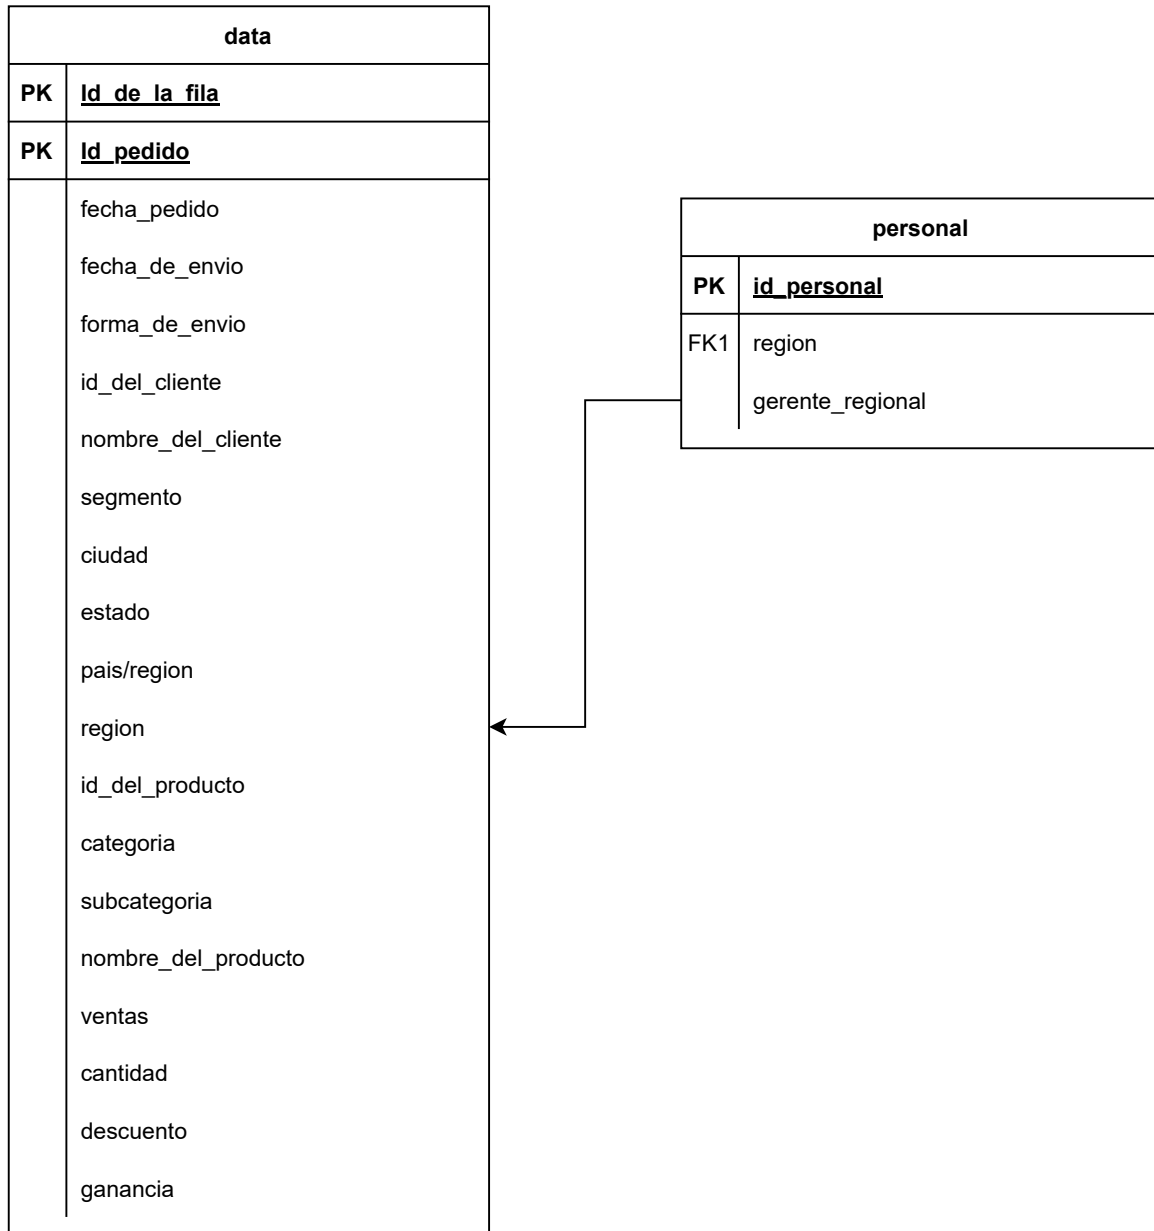 data
PK Id_de_la_fila
PK Id_pedido
fecha_pedido
fecha_de_envio
forma_de_envio
id_del_cliente
nombre_del_cliente
segmento
ciudad
estado
pais/region
region
id_del_producto
categoria
subcategoria
nombre_del_producto
ventas
cantidad
descuento
ganancia
personal
PK id_personal
FK1 region
gerente_regional